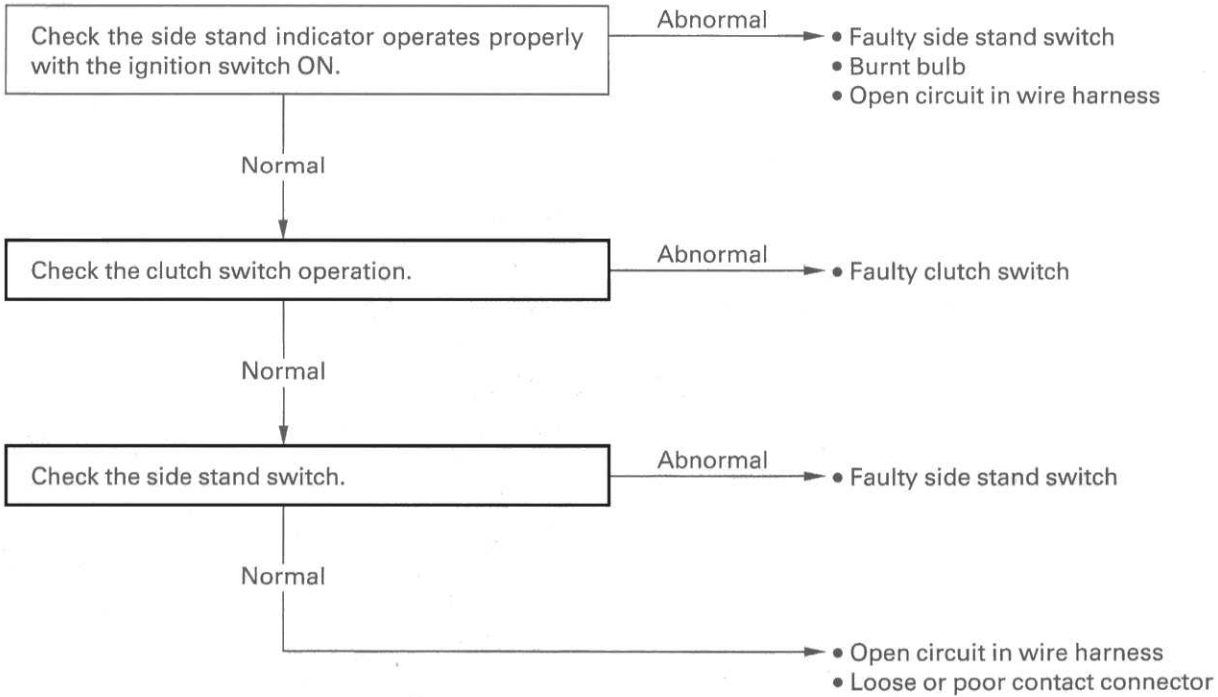 Check the side stand indicator operates properly
with the ignition switch ON.
Abnormal
• Faulty side stand switch
• Burnt bulb
• Open circuit in wire harness
Normal
Check the clutch switch operation.
Abnormal
• Faulty clutch switch
Normal
Check the side stand switch.
Abnormal
• Faulty side stand switch
Normal
• Open circuit in wire harness
• Loose or poor contact connector